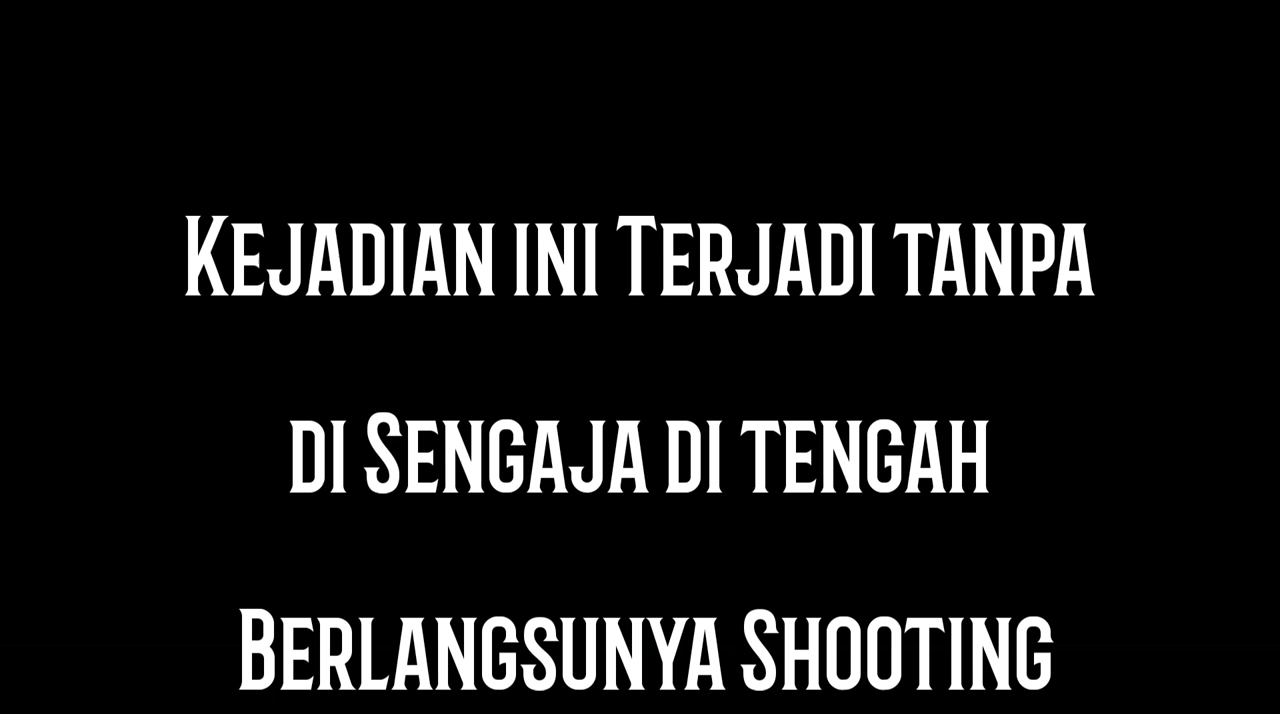 Kejadian ini Terjadi tanpa
di Sengaja di tengah
Berlangsunya Shooting